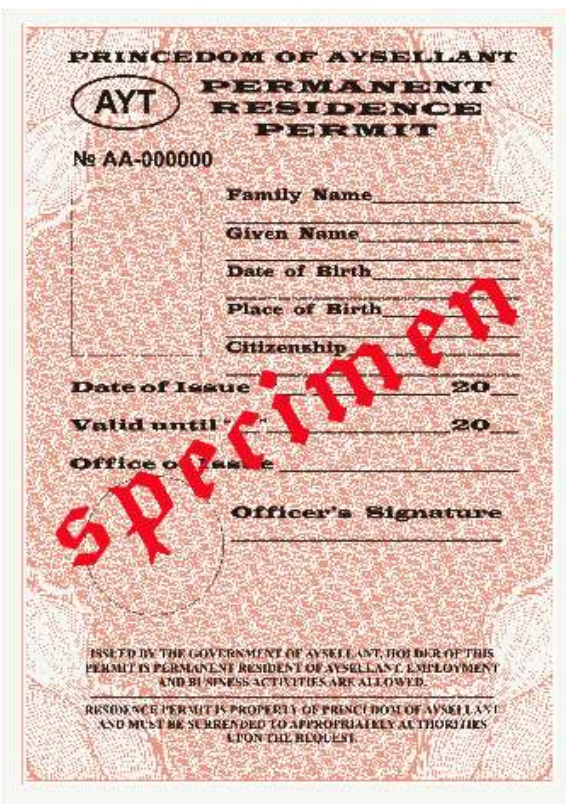 PRINCEDOM OF AYSELLANT
AYT
PERMANENT
RESIDENCE
PERMIT
№ AA-000000
Family Name
Given Name
Date of Birth
Place of Birth
Citizenship
Date of Issue 20
Valid until " " 20
Office of Issue
specimen
Officer's Signature
ISSUED BY THE GOVERNMENT OF AYSELLANT. HOLDER OF THIS
PERMIT IS PERMANENT RESIDENT OF AYSELLANT. EMPLOYMENT
AND BUSINESS ACTIVITIES ARE ALLOWED.
RESIDENCE PERMIT IS PROPERTY OF PRINCEDOM OF AYSELLANT
AND MUST BE SURRENDED TO APPROPRIATELY AUTHORITIES
UPON THE REQUEST.